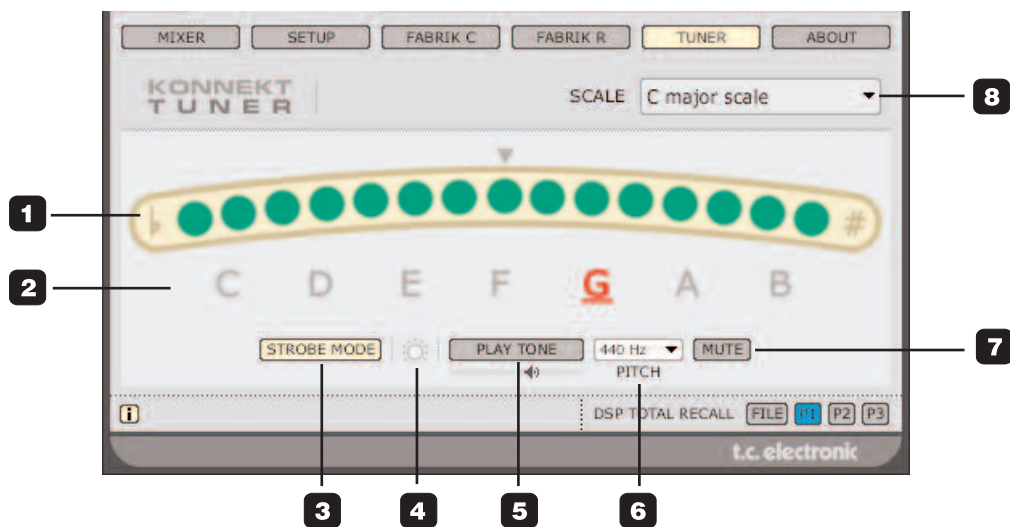 MIXER SETUP FABRIK C FABRIK R TUNER ABOUT
KONNEKT
TUNER
SCALE C major scale
8
1
♭ #
2
C D E F G A B
STROBE MODE PLAY TONE 440 Hz MUTE
7
PITCH
i DSP TOTAL RECALL FILE P1 P2 P3
t.c. electronic
3 4 5 6